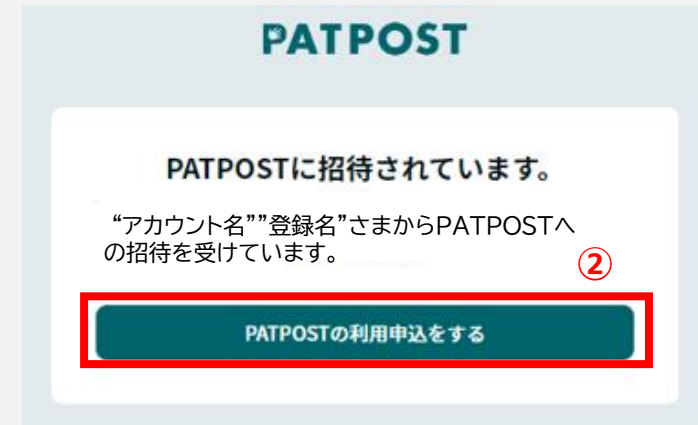 PATPOST
PATPOSTに招待されています。
“アカウント名””登録名”さまからPATPOSTへ
の招待を受けています。
②
PATPOSTの利用申込をする